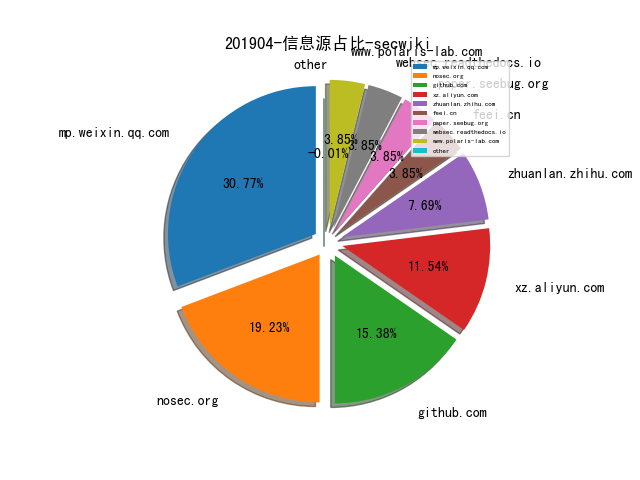 201904-信息源占比-secwiki
www.polaris-lab.com
websec.readthedocs.io
other
paper.seebug.org
feei.cn
mp.weixin.qq.com
zhuanlan.zhihu.com
xz.aliyun.com
nosec.org
github.com
30.77%
19.23%
15.38%
11.54%
7.69%
3.85%
3.85%
3.85%
3.85%
-0.01%
mp.weixin.qq.com
nosec.org
github.com
xz.aliyun.com
zhuanlan.zhihu.com
feei.cn
paper.seebug.org
websec.readthedocs.io
www.polaris-lab.com
other